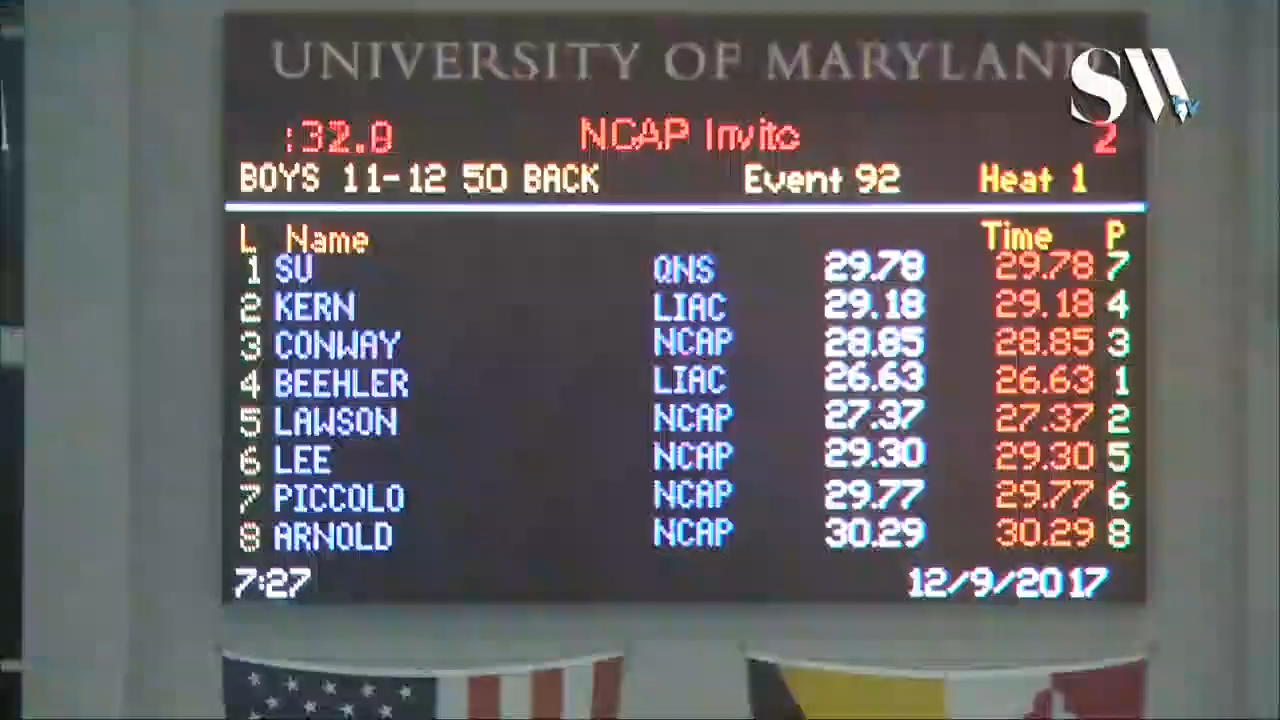 UNIVERSITY OF MARYLAND
SW
TV
:32.8 NCAP Invite 2
BOYS 11-12 50 BACK Event 92 Heat 1
L Name Time P
1 SU QNS 29.78 29.78 7
2 KERN LIAC 29.18 29.18 4
3 CONWAY NCAP 28.85 28.85 3
4 BEEHLER LIAC 26.63 26.63 1
5 LAWSON NCAP 27.37 27.37 2
6 LEE NCAP 29.30 29.30 5
7 PICCOLO NCAP 29.77 29.77 6
8 ARNOLD NCAP 30.29 30.29 8
7:27 12/9/2017